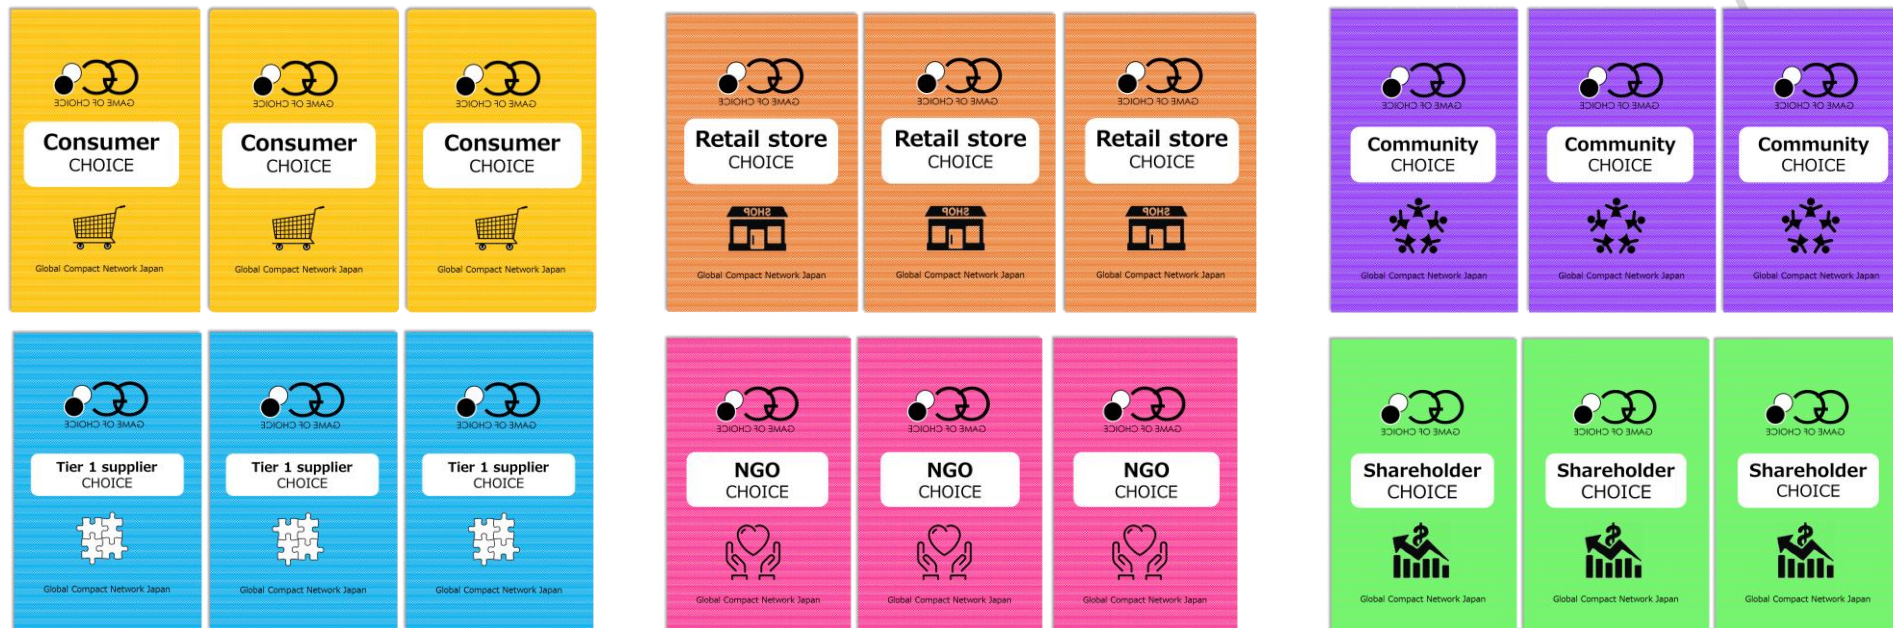 GAME OF CHOICE
Consumer
CHOICE
Global Compact Network Japan
GAME OF CHOICE
Consumer
CHOICE
Global Compact Network Japan
GAME OF CHOICE
Consumer
CHOICE
Global Compact Network Japan
GAME OF CHOICE
Retail store
CHOICE
SHOP
Global Compact Network Japan
GAME OF CHOICE
Retail store
CHOICE
SHOP
Global Compact Network Japan
GAME OF CHOICE
Retail store
CHOICE
SHOP
Global Compact Network Japan
GAME OF CHOICE
Community
CHOICE
Global Compact Network Japan
GAME OF CHOICE
Community
CHOICE
Global Compact Network Japan
GAME OF CHOICE
Community
CHOICE
Global Compact Network Japan
GAME OF CHOICE
Tier 1 supplier
CHOICE
Global Compact Network Japan
GAME OF CHOICE
Tier 1 supplier
CHOICE
Global Compact Network Japan
GAME OF CHOICE
Tier 1 supplier
CHOICE
Global Compact Network Japan
GAME OF CHOICE
NGO
CHOICE
Global Compact Network Japan
GAME OF CHOICE
NGO
CHOICE
Global Compact Network Japan
GAME OF CHOICE
NGO
CHOICE
Global Compact Network Japan
GAME OF CHOICE
Shareholder
CHOICE
$
Global Compact Network Japan
GAME OF CHOICE
Shareholder
CHOICE
$
Global Compact Network Japan
GAME OF CHOICE
Shareholder
CHOICE
$
Global Compact Network Japan